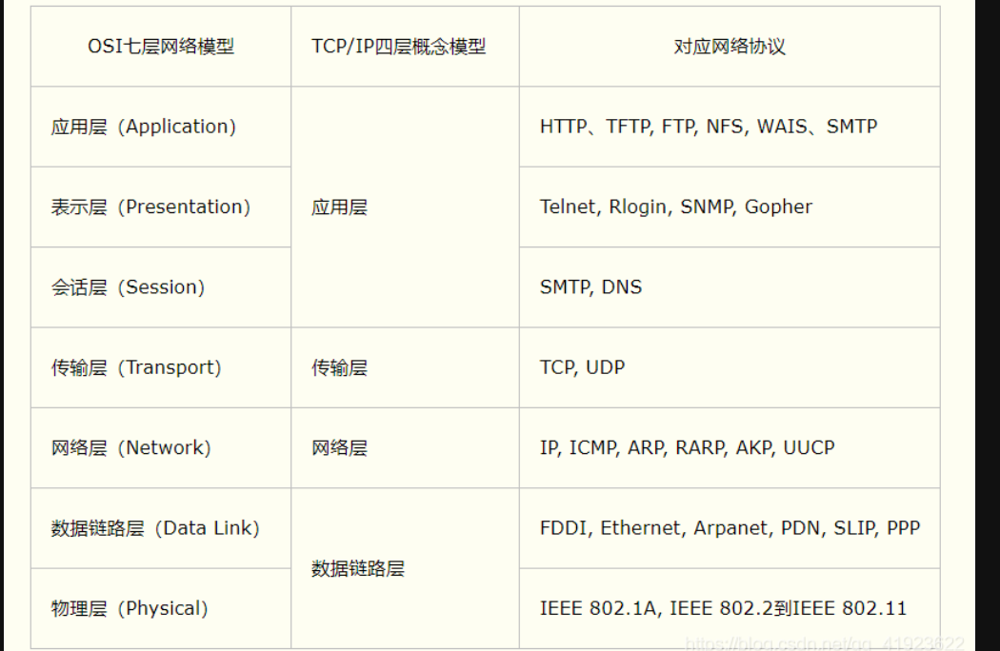 OSI七层网络模型 TCP/IP四层概念模型 对应网络协议
应用层（Application） HTTP、TFTP, FTP, NFS, WAIS、SMTP
表示层（Presentation） 应用层 Telnet, Rlogin, SNMP, Gopher
会话层（Session） SMTP, DNS
传输层（Transport） 传输层 TCP, UDP
网络层（Network） 网络层 IP, ICMP, ARP, RARP, AKP, UUCP
数据链路层（Data Link） FDDI, Ethernet, Arpanet, PDN, SLIP, PPP
数据链路层
物理层（Physical） IEEE 802.1A, IEEE 802.2到IEEE 802.11
https://blog.csdn.net/qq_41923622